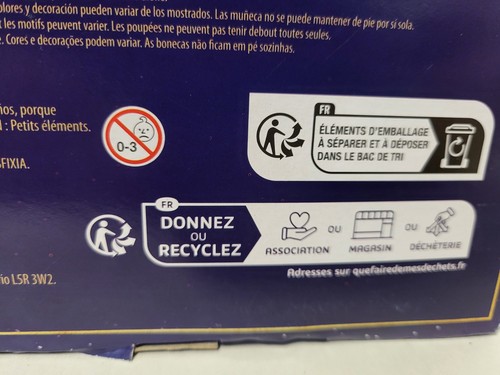 olores y decoración pueden variar de los mostrados. Las muñeca no se puede mantener de pie por sí sola.
et les motifs peuvent varier. Les poupées ne peuvent pas tenir debout toutes seules.
. Cores e decorações podem variar. As bonecas não ficam em pé sozinhas.
ños, porque
: Petits éléments.
SFIXIA.
0-3
FR
ÉLÉMENTS D'EMBALLAGE
À SÉPARER ET À DÉPOSER
DANS LE BAC DE TRI
FR
DONNEZ
OU
RECYCLEZ
ASSOCIATION
OU
MAGASIN
OU
DÉCHÈTERIE
Adresses sur quefairedemesdechets.fr
rio L5R 3W2.